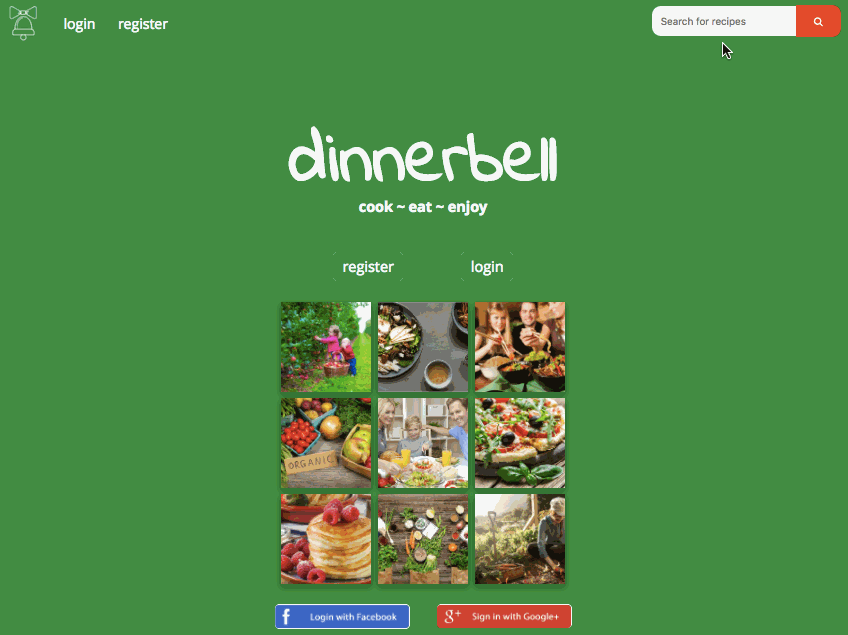 login register
Search for recipes
dinnerbell
cook ~ eat ~ enjoy
register login
ORGANIC
Login with Facebook
g+ Sign in with Google+